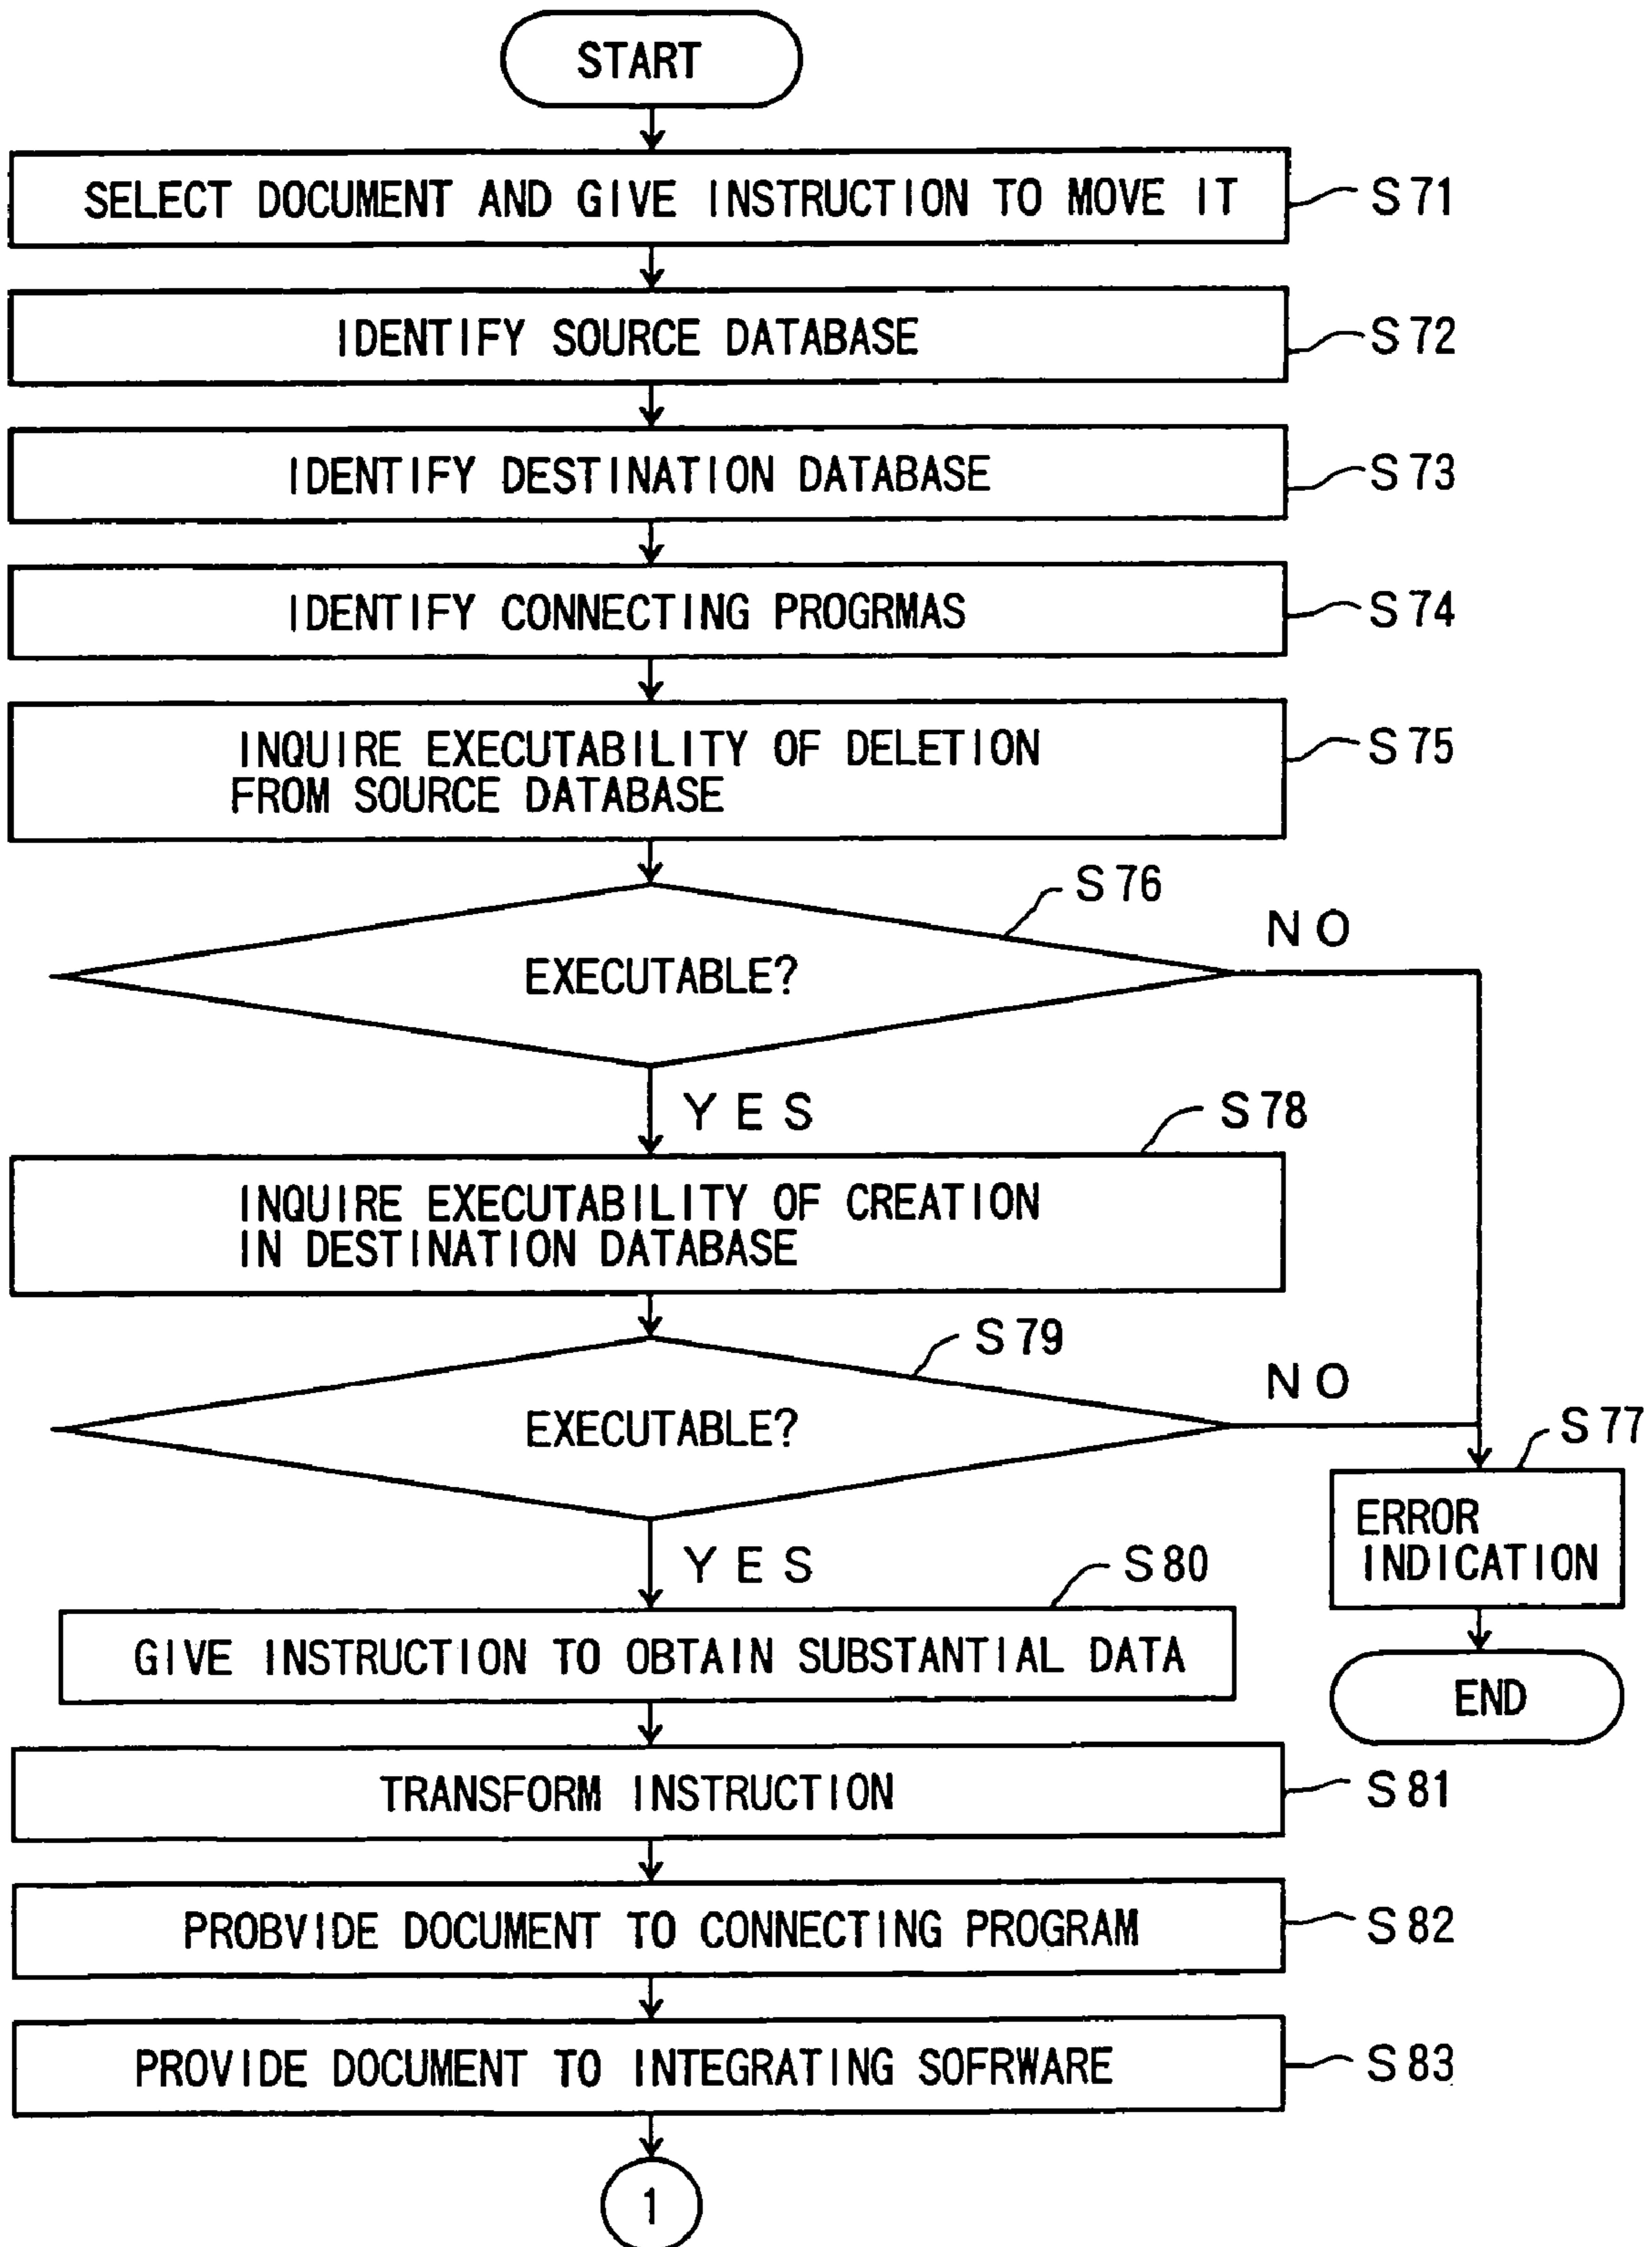 START
SELECT DOCUMENT AND GIVE INSTRUCTION TO MOVE IT
S71
IDENTIFY SOURCE DATABASE
S72
IDENTIFY DESTINATION DATABASE
S73
IDENTIFY CONNECTING PROGRMAS
S74
INQUIRE EXECUTABILITY OF DELETION
FROM SOURCE DATABASE
S75
S76
NO
EXECUTABLE?
YES
S78
INQUIRE EXECUTABILITY OF CREATION
IN DESTINATION DATABASE
S79
NO
EXECUTABLE?
S77
ERROR
INDICATION
YES
S80
GIVE INSTRUCTION TO OBTAIN SUBSTANTIAL DATA
END
TRANSFORM INSTRUCTION
S81
PROBVIDE DOCUMENT TO CONNECTING PROGRAM
S82
PROVIDE DOCUMENT TO INTEGRATING SOFRWARE
S83
1